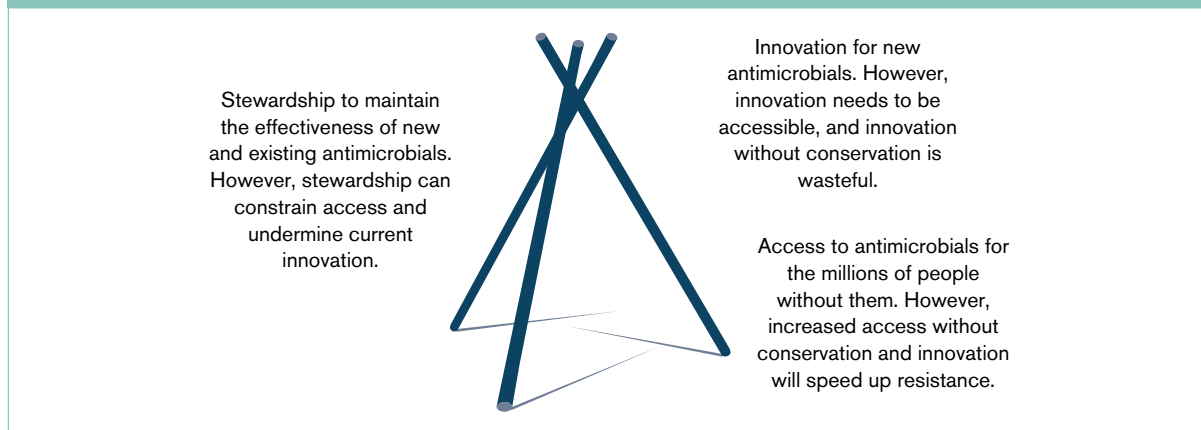 Stewardship to maintain
the effectiveness of new
and existing antimicrobials.
However, stewardship can
constrain access and
undermine current
innovation.
Innovation for new
antimicrobials. However,
innovation needs to be
accessible, and innovation
without conservation is
wasteful.
Access to antimicrobials for
the millions of people
without them. However,
increased access without
conservation and innovation
will speed up resistance.